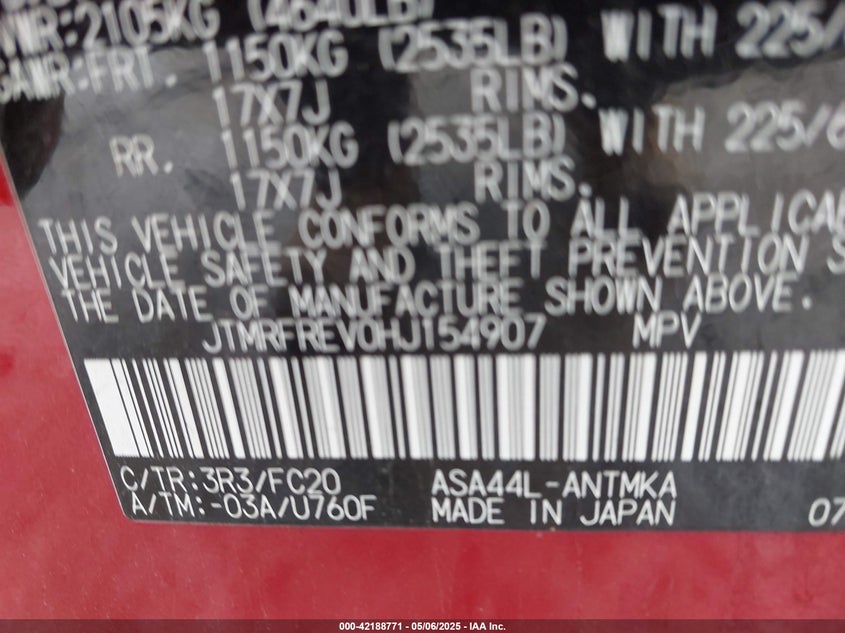 2105KG (4640LB)
FRT. 1150KG (2535LB) WITH 225/
17X7J RIMS.
RR. 1150KG (2535LB) WITH 225/6
17X7J RIMS.
THIS VEHICLE CONFORMS TO ALL APPLICA
VEHICLE SAFETY AND THEFT PREVENTION S
THE DATE OF MANUFACTURE SHOWN ABOVE.
JTMRFREV0HJ154907 MPV
C/TR:3R3/FC20 ASA44L-ANTMKA
A/TM:-03A/U760F MADE IN JAPAN 07
000-42188771 - 05/06/2025 - IAA Inc.